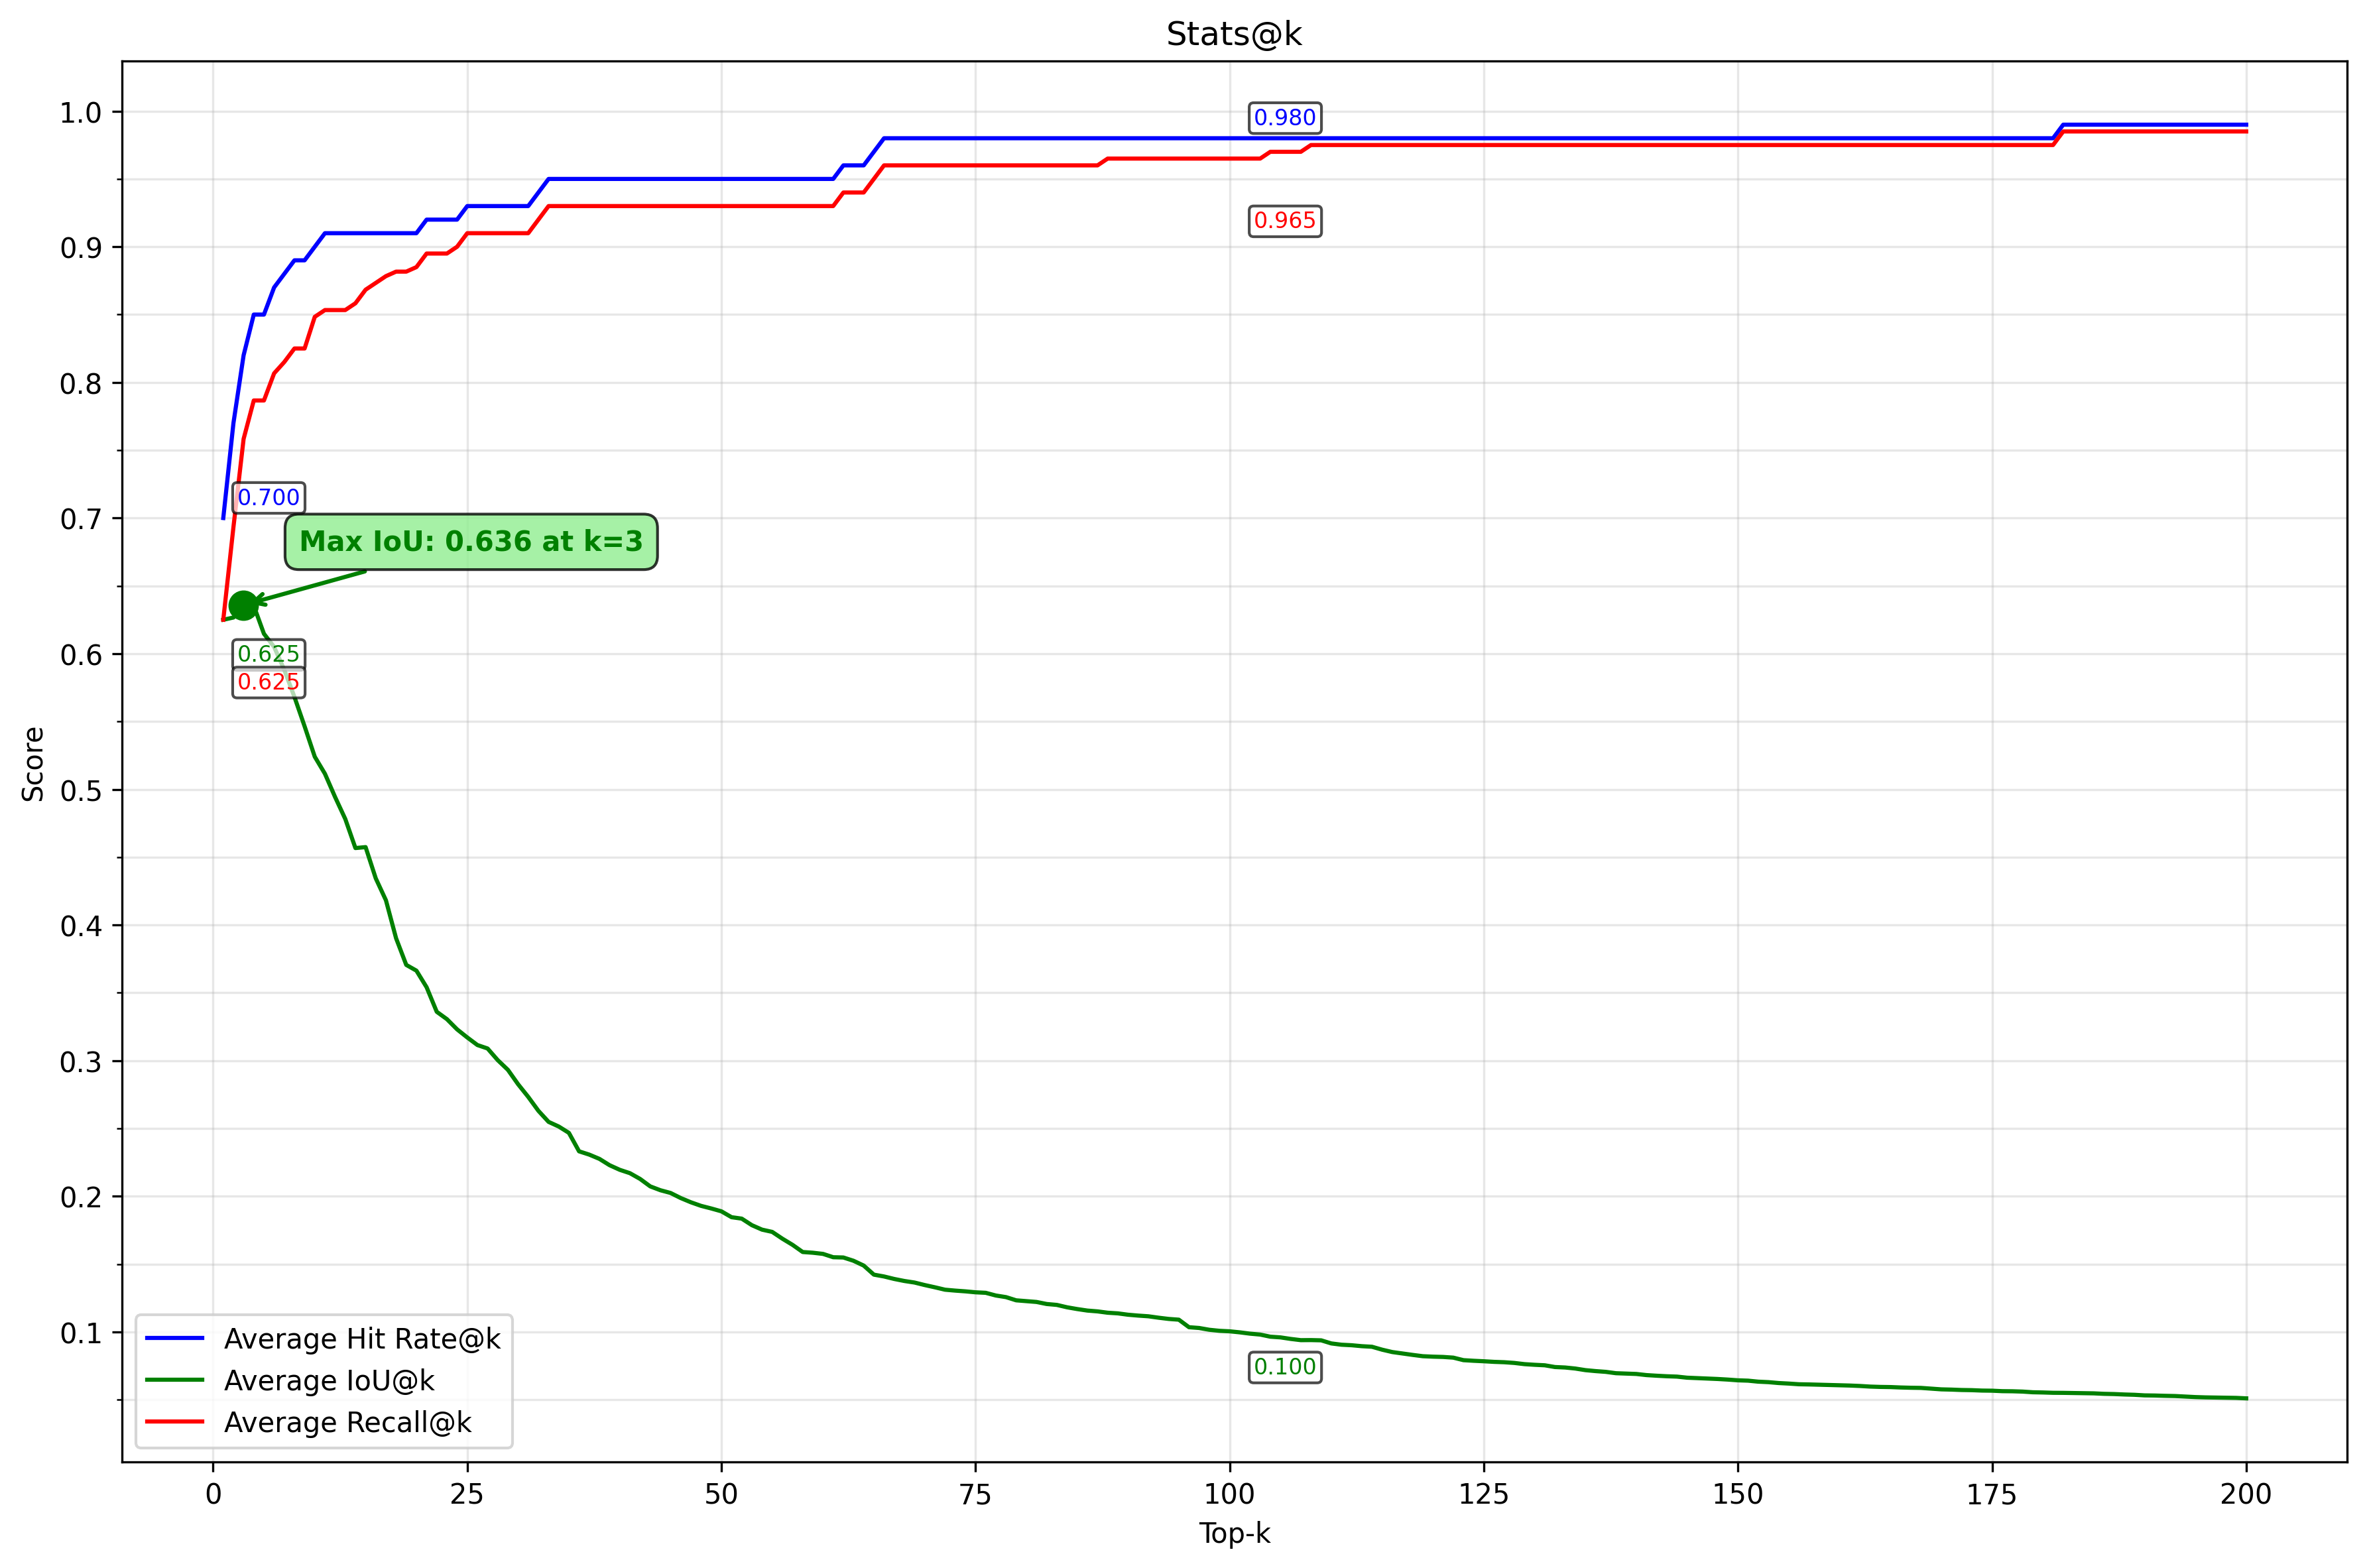 Stats@k
1.0
0.9
0.8
0.7
0.6
0.5
0.4
0.3
0.2
0.1
Score
0.980
0.965
0.700
Max IoU: 0.636 at k=3
0.625
0.625
0.100
Average Hit Rate@k
Average IoU@k
Average Recall@k
0 25 50 75 100 125 150 175 200
Top-k